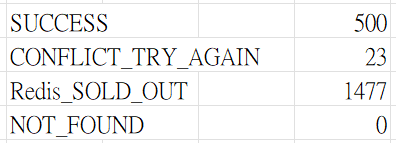 SUCCESS 500
CONFLICT_TRY_AGAIN 23
Redis_SOLD_OUT 1477
NOT_FOUND 0